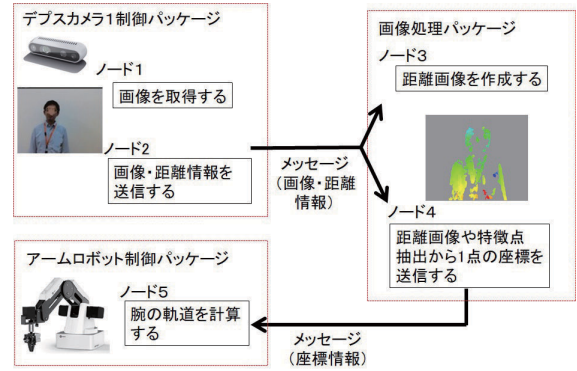 デプスカメラ1制御パッケージ
ノード1
画像を取得する
ノード2
画像・距離情報を
送信する
メッセージ
(画像・距離
情報)
画像処理パッケージ
ノード3
距離画像を作成する
ノード4
距離画像や特徴点
抽出から1点の座標を
送信する
アームロボット制御パッケージ
ノード5
腕の軌道を計算
する
メッセージ
(座標情報)